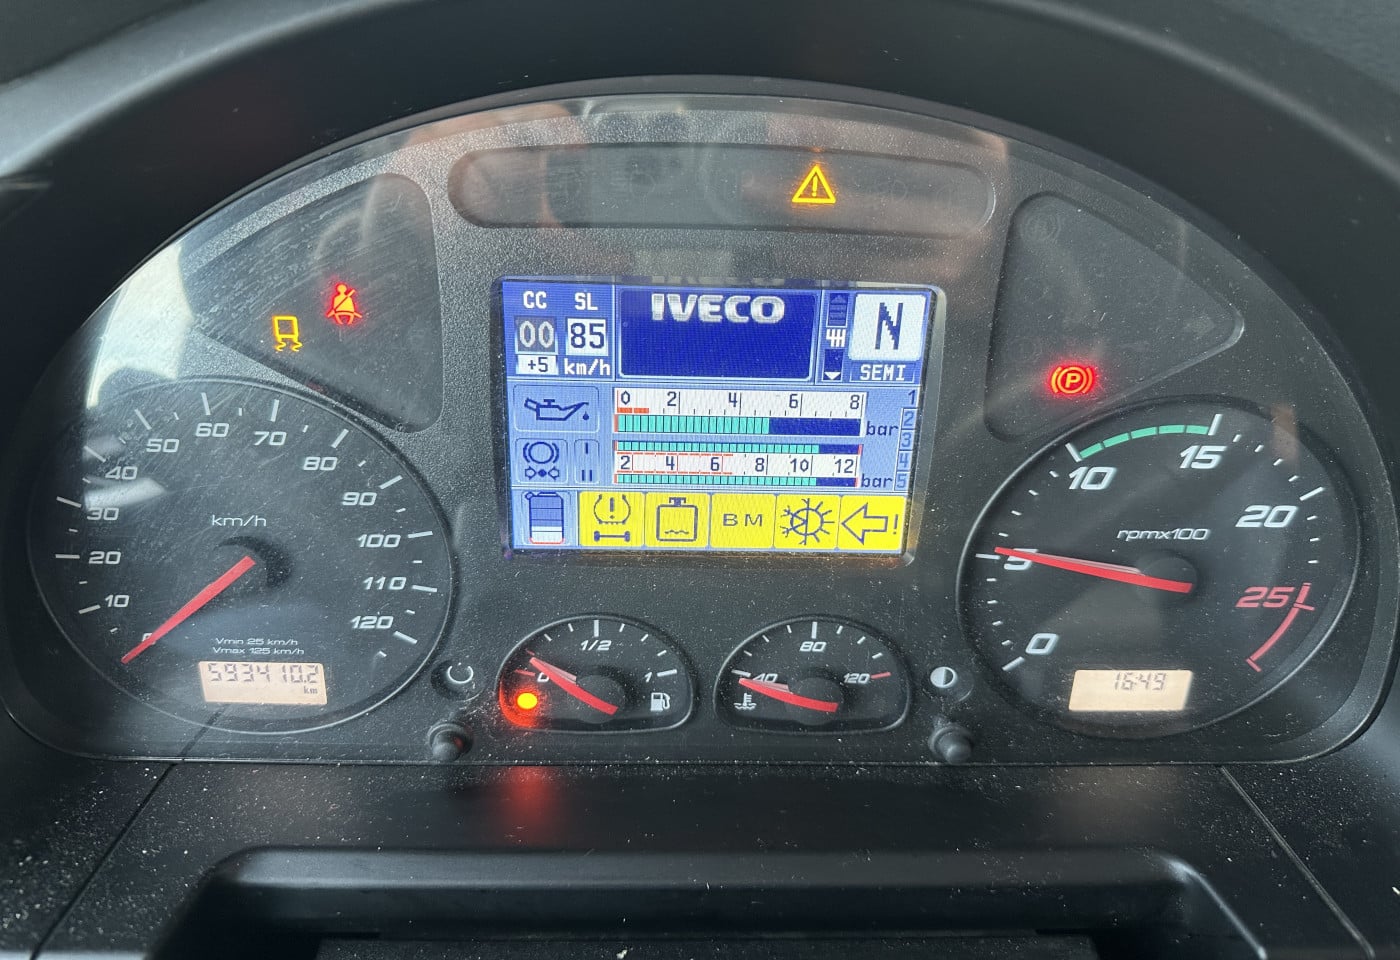 CC SL
IVECO
00 85
N
+5 km/h
SEMI
0 2 4 6 8
bar
I
II
2 4 6 8 10 12
bar
1
2
3
4
5
BM
!
P
0 10 20 30 40 50 60 70 80 90 100 110 120
km/h
Vmin 25 km/h
Vmax 125 km/h
593410.2
km
0 1/2 1
40 80 120
0 5 10 15 20 25
rpmx100
16:49